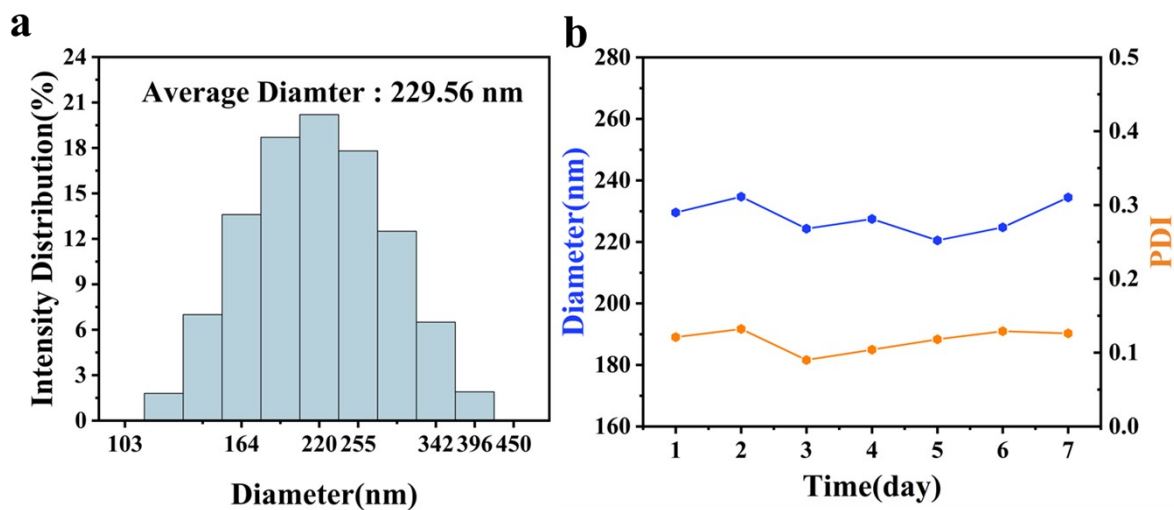 a
Intensity Distribution(%)
24
21
18
15
12
9
6
3
0
Average Diamter : 229.56 nm
103 164 220 255 342 396 450
Diameter(nm)
b
Diameter(nm)
280
260
240
220
200
180
160
0.5
0.4
0.3
0.2
0.1
0.0
PDI
1 2 3 4 5 6 7
Time(day)